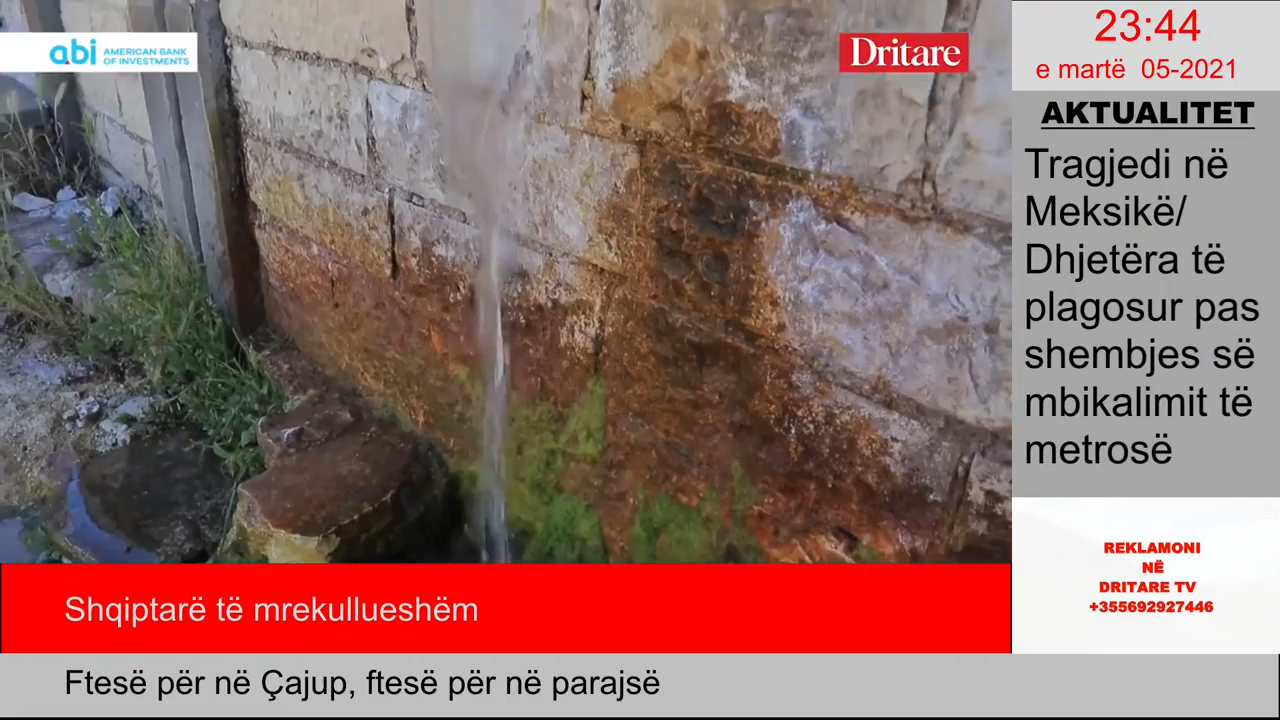 abi AMERICAN BANK
OF INVESTMENTS
Dritare
23:44
e martë 05-2021
AKTUALITET
Tragjedi në
Meksikë/
Dhjetëra të
plagosur pas
shembjes së
mbikalimit të
metrosë
REKLAMONI
NË
DRITARE TV
+355692927446
Shqiptarë të mrekullueshëm
Ftesë për në Çajup, ftesë për në parajsë